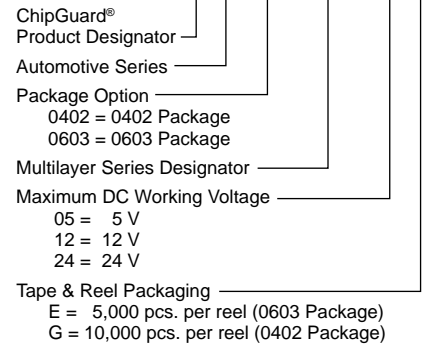 ChipGuard®
Product Designator
Automotive Series
Package Option
0402 = 0402 Package
0603 = 0603 Package
Multilayer Series Designator
Maximum DC Working Voltage
05 = 5 V
12 = 12 V
24 = 24 V
Tape & Reel Packaging
E = 5,000 pcs. per reel (0603 Package)
G = 10,000 pcs. per reel (0402 Package)